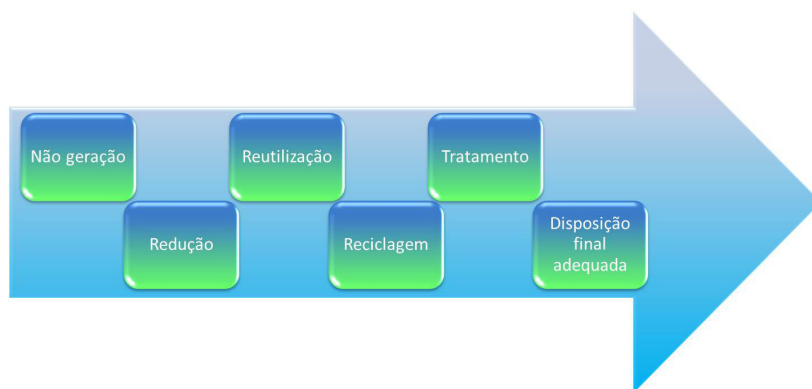 Não geração
Redução
Reutilização
Reciclagem
Tratamento
Disposição
final
adequada